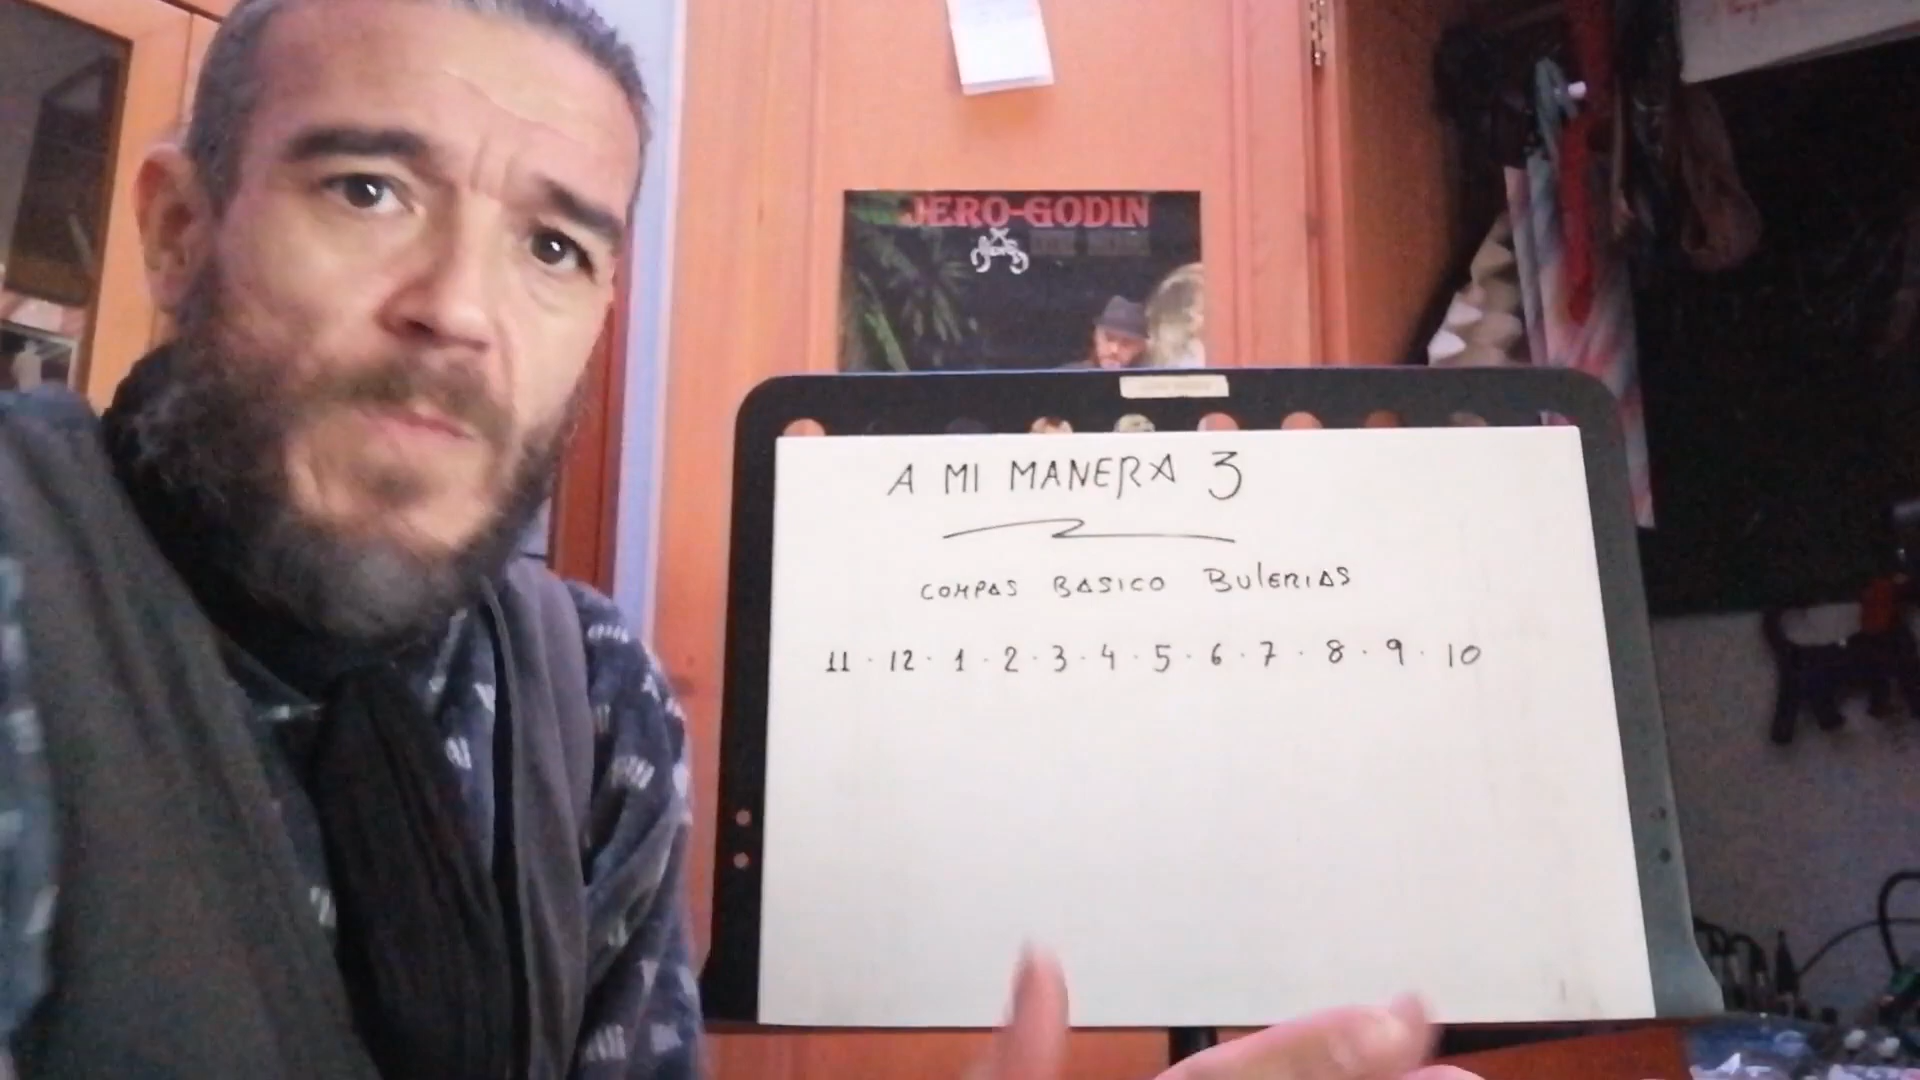 JERO-GODIN
A MI MANERA 3
COMPAS BASICO BULERIAS
11 · 12 · 1 · 2 · 3 · 4 · 5 · 6 · 7 · 8 · 9 · 10